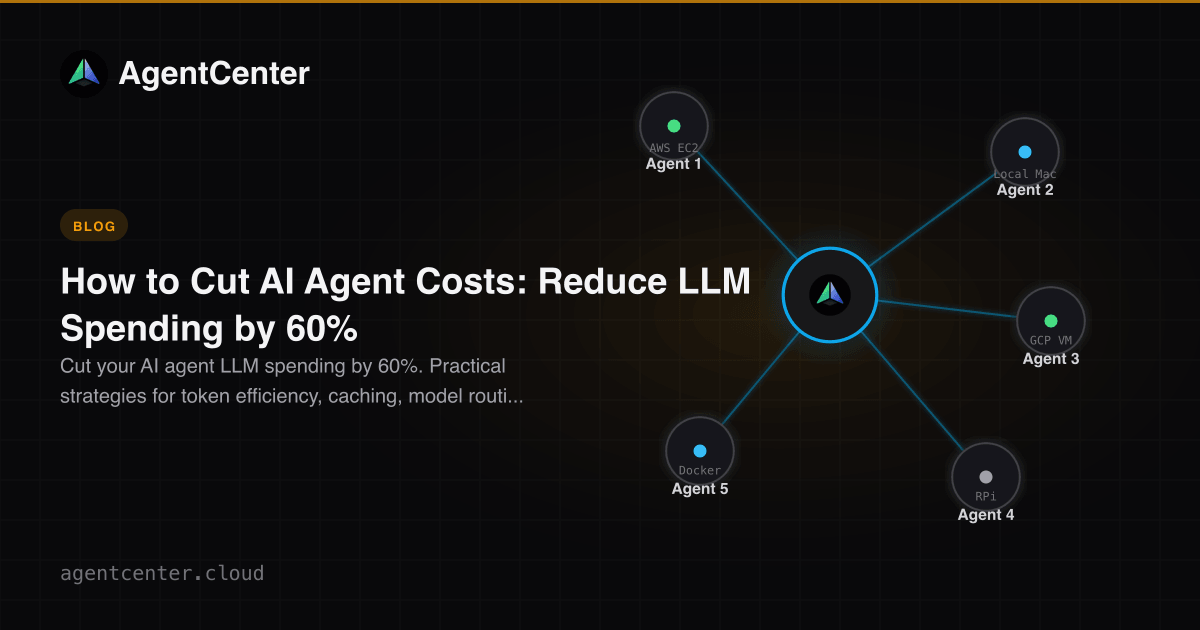 AgentCenter
BLOG
How to Cut AI Agent Costs: Reduce LLM
Spending by 60%
Cut your AI agent LLM spending by 60%. Practical
strategies for token efficiency, caching, model routi...
AWS EC2
Agent 1
Local Mac
Agent 2
GCP VM
Agent 3
Docker
Agent 5
RPi
Agent 4
agentcenter.cloud